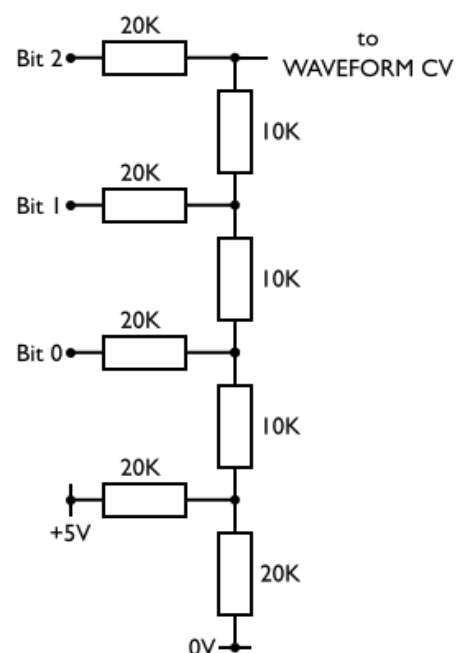 20K
to
Bit 2
WAVEFORM CV
10K
20K
Bit 1
10K
20K
Bit 0
10K
20K
+5V
20K
0V